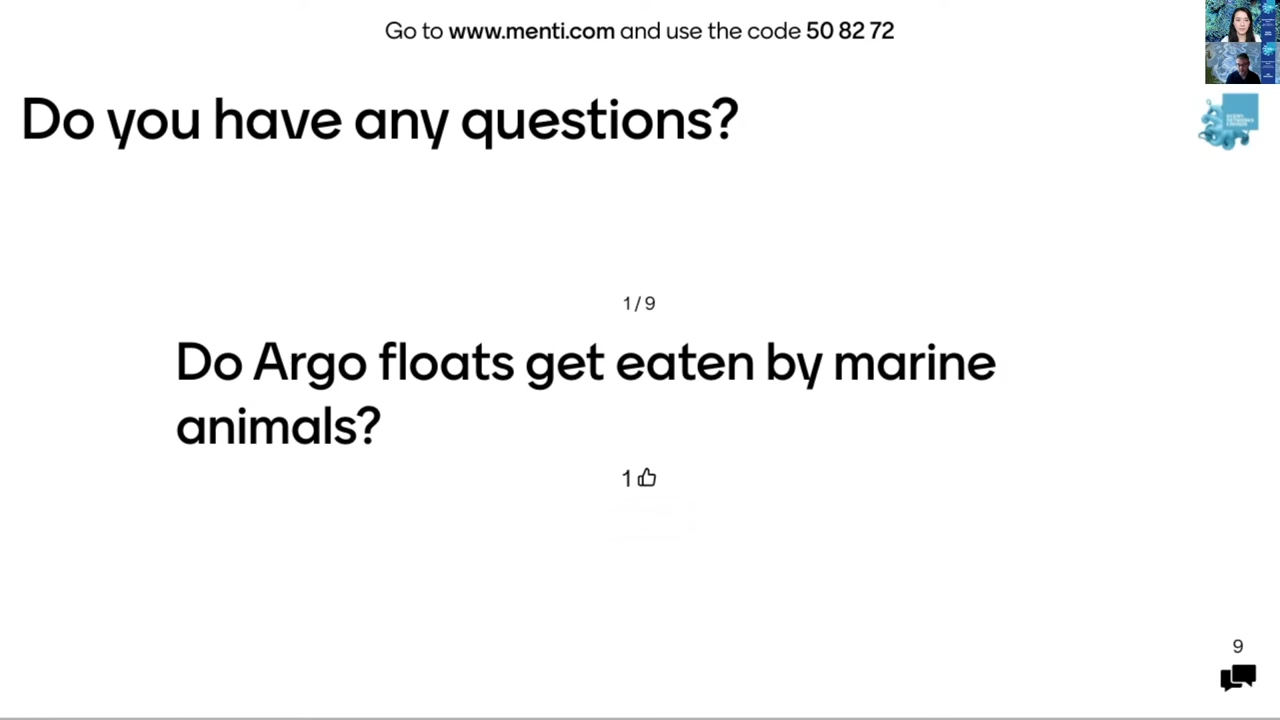 Go to www.menti.com and use the code 50 82 72
Do you have any questions?
1 / 9
Do Argo floats get eaten by marine
animals?
1
9